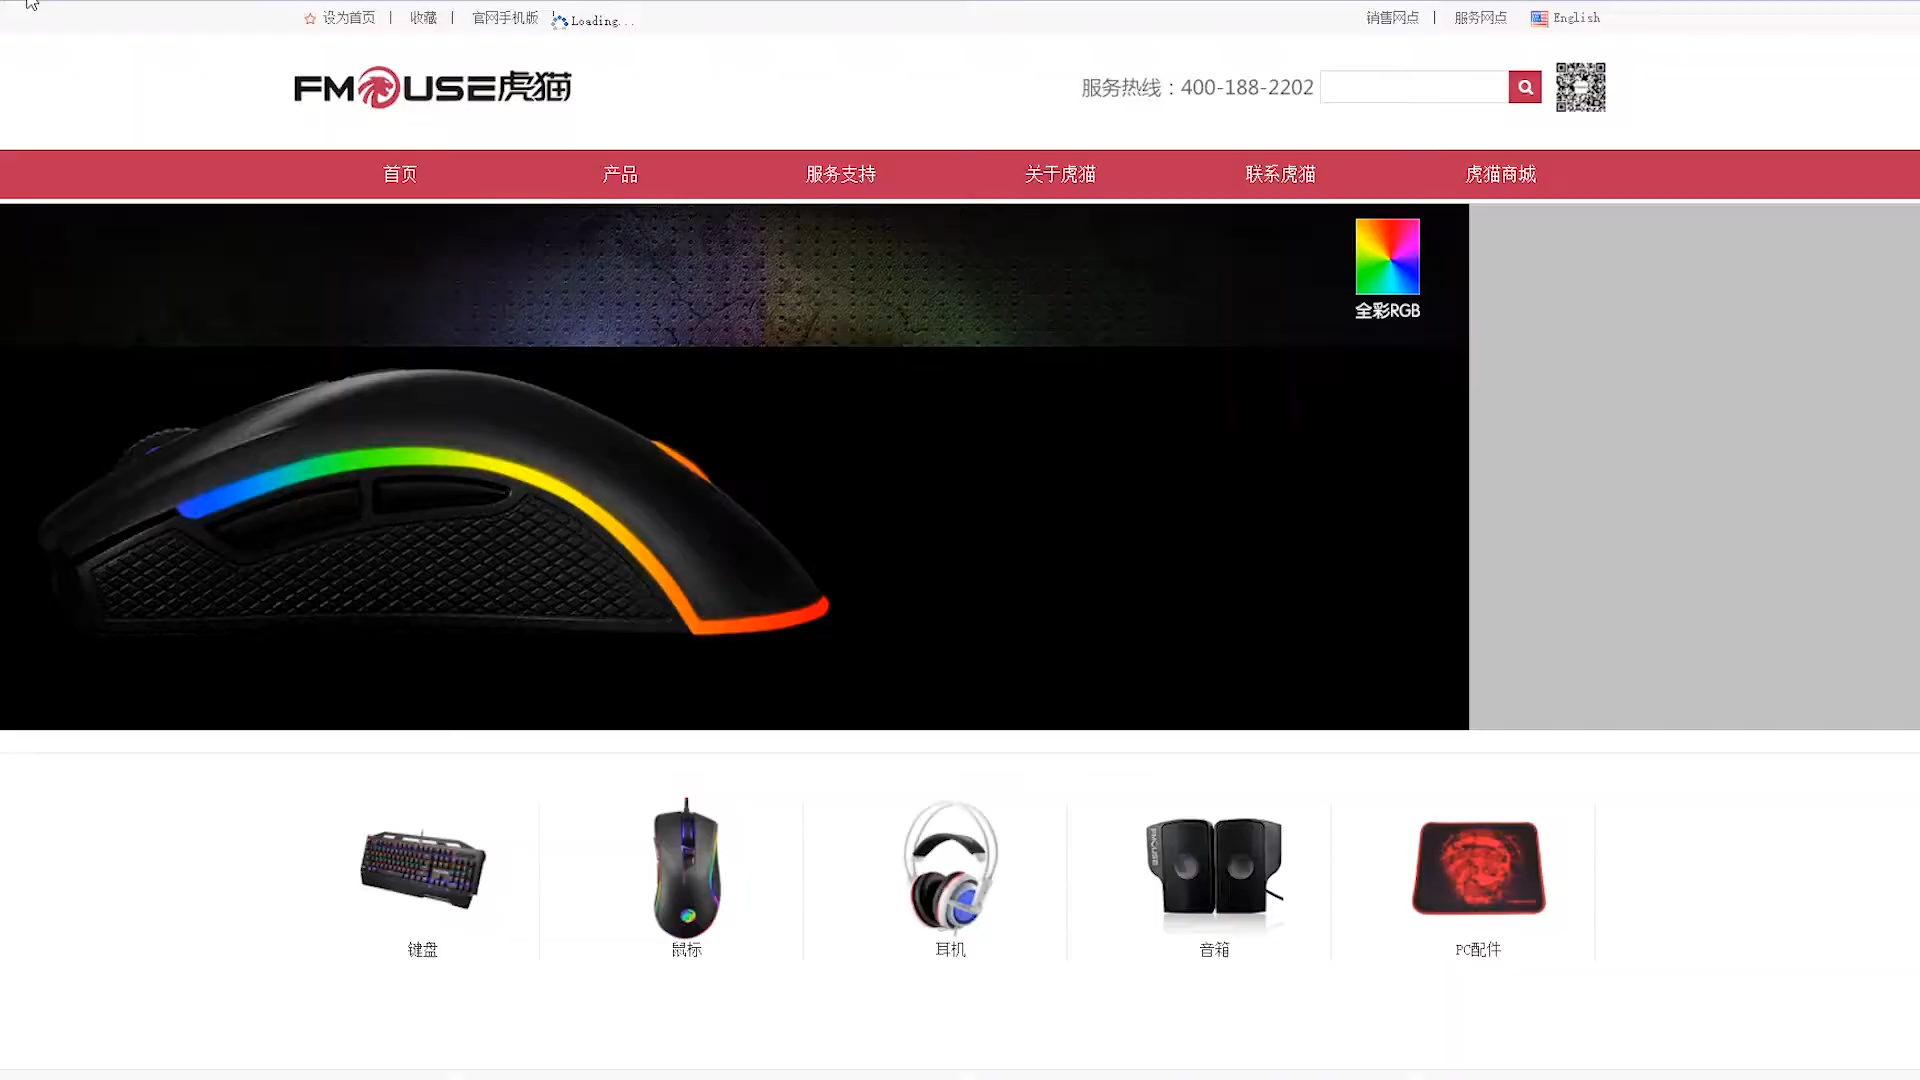 设为首页 | 收藏 | 官网手机版 Loading...
销售网点 | 服务网点 English
FMOUSE虎猫
服务热线：400-188-2202
首页 产品 服务支持 关于虎猫 联系虎猫 虎猫商城
全彩RGB
键盘 鼠标 耳机 音箱 PC配件